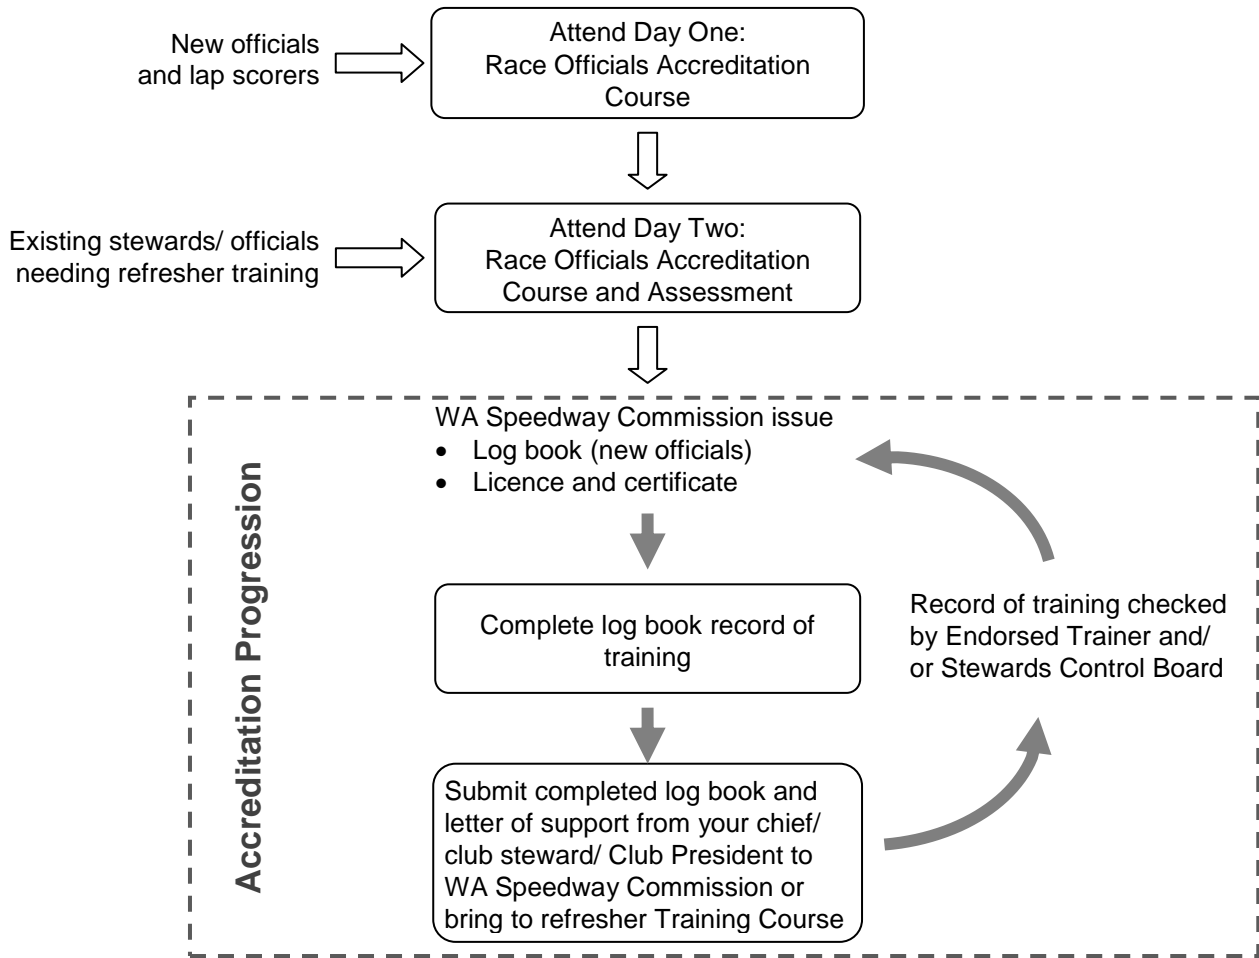 New officials
and lap scorers
Attend Day One:
Race Officials Accreditation
Course
Existing stewards/ officials
needing refresher training
Attend Day Two:
Race Officials Accreditation
Course and Assessment
Accreditation Progression
WA Speedway Commission issue
• Log book (new officials)
• Licence and certificate
Complete log book record of
training
Submit completed log book and
letter of support from your chief/
club steward/ Club President to
WA Speedway Commission or
bring to refresher Training Course
Record of training checked
by Endorsed Trainer and/
or Stewards Control Board